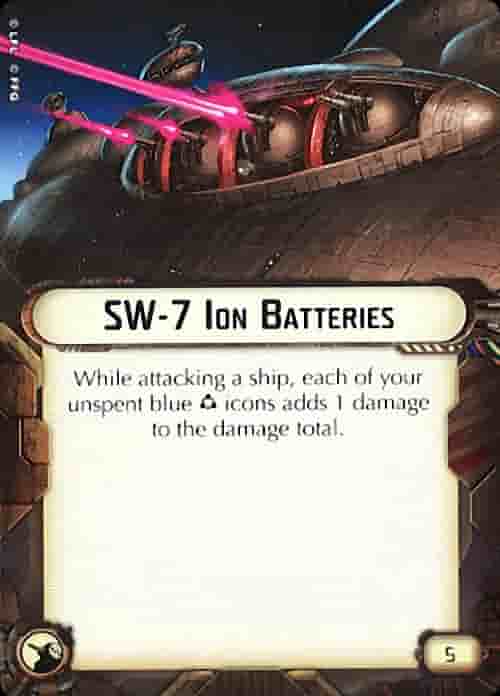 © LFL © FFG
SW-7 Ion Batteries
While attacking a ship, each of your
unspent blue icons adds 1 damage
to the damage total.
5